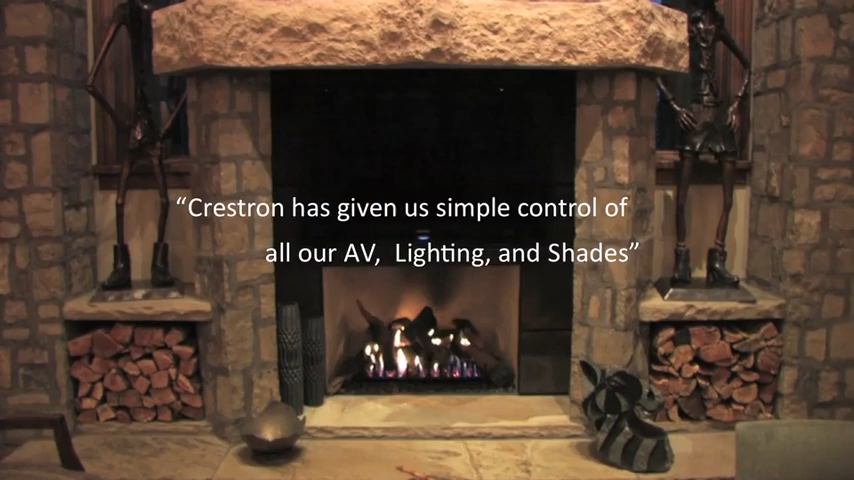 “Crestron has given us simple control of
all our AV,  Lighting, and Shades”